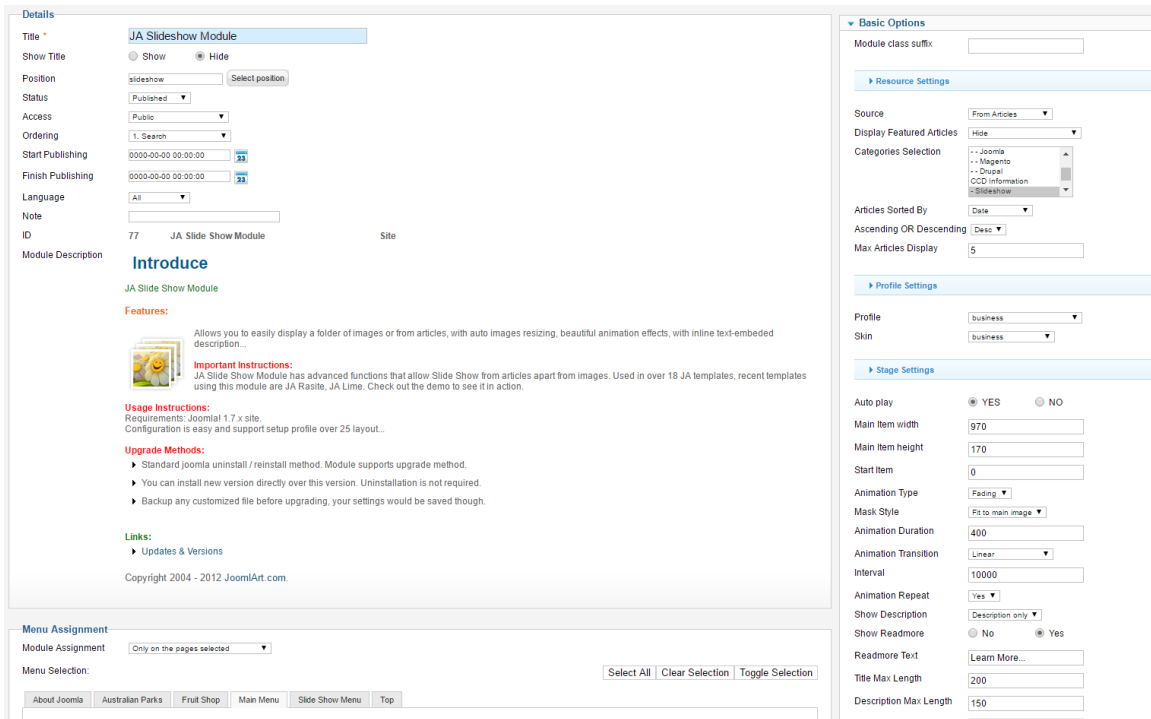 Details
Title *
JA Slideshow Module
Show Title
Show
Hide
Position
slideshow
Select position
Status
Published
Access
Public
Ordering
1. Search
Start Publishing
0000-00-00 00:00:00
23
Finish Publishing
0000-00-00 00:00:00
23
Language
All
Note
ID
77 JA Slide Show Module Site
Module Description
Introduce
JA Slide Show Module
Features:
Allows you to easily display a folder of images or from articles, with auto images resizing, beautiful animation effects, with inline text-embeded
description...
Important Instructions:
JA Slide Show Module has advanced functions that allow Slide Show from articles apart from images. Used in over 18 JA templates, recent templates
using this module are JA Rasite, JA Lime. Check out the demo to see it in action.
Usage Instructions:
Requirements: Joomla! 1.7.x site.
Configuration is easy and support setup profile over 25 layout...
Upgrade Methods:
Standard joomla uninstall / reinstall method. Module supports upgrade method.
You can install new version directly over this version. Uninstallation is not required.
Backup any customized file before upgrading, your settings would be saved though.
Links:
Updates & Versions
Copyright 2004 - 2012 JoomlArt.com.
Menu Assignment
Module Assignment
Only on the pages selected
Menu Selection:
Select All
Clear Selection
Toggle Selection
About Joomla
Australian Parks
Fruit Shop
Main Menu
Slide Show Menu
Top
Basic Options
Module class suffix
Resource Settings
Source
From Articles
Display Featured Articles
Hide
Categories Selection
- - Joomla
- - Magento
- - Drupal
CCD Information
- Slideshow
Articles Sorted By
Date
Ascending OR Descending
Desc
Max Articles Display
5
Profile Settings
Profile
business
Skin
business
Stage Settings
Auto play
YES
NO
Main Item width
970
Main Item height
170
Start Item
0
Animation Type
Fading
Mask Style
Fit to main image
Animation Duration
400
Animation Transition
Linear
Interval
10000
Animation Repeat
Yes
Show Description
Description only
Show Readmore
No
Yes
Readmore Text
Learn More...
Title Max Length
200
Description Max Length
150